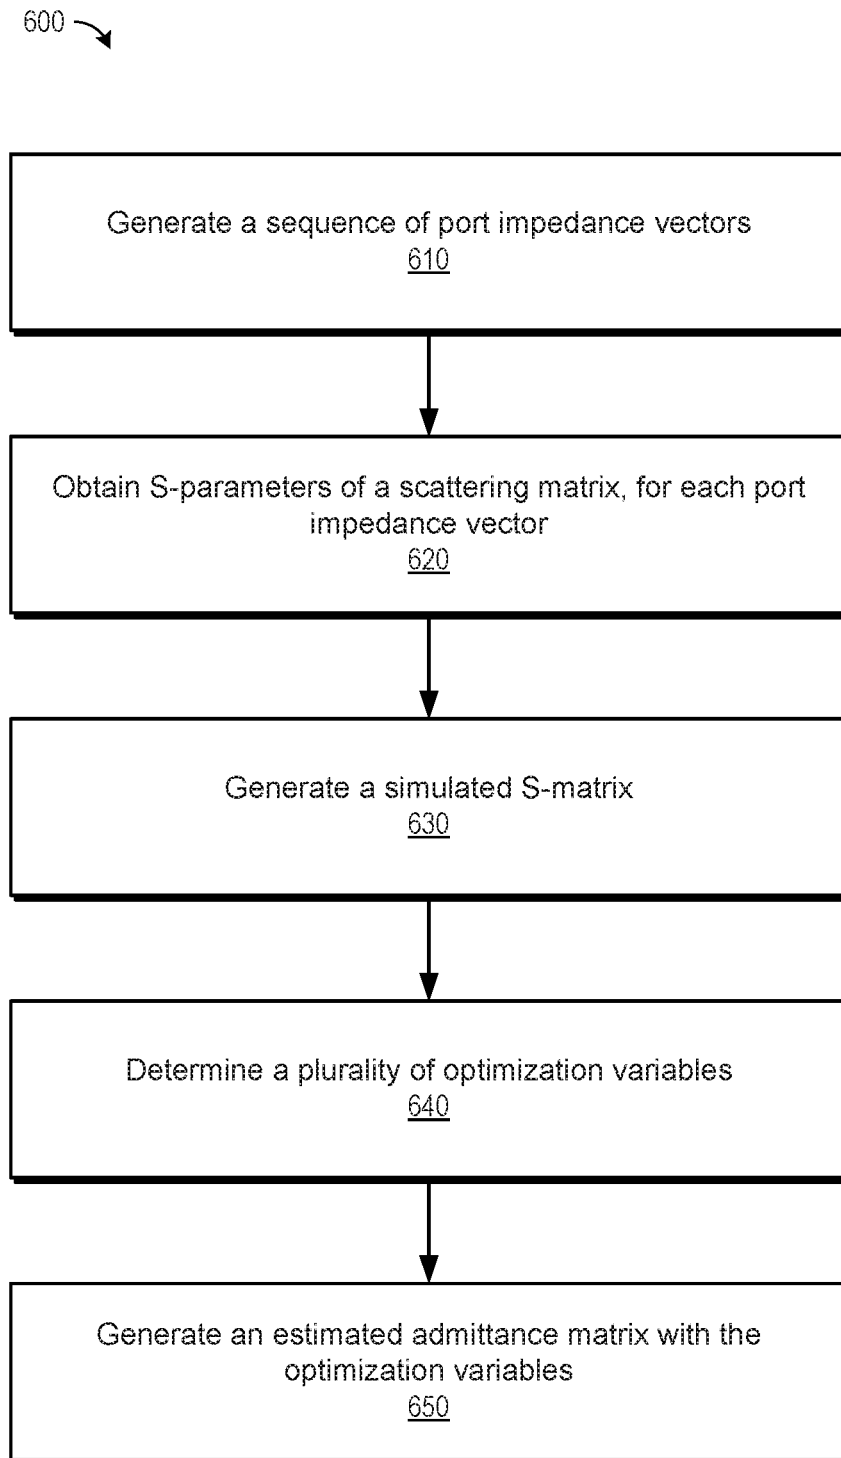 600
Generate a sequence of port impedance vectors
610
Obtain S-parameters of a scattering matrix, for each port
impedance vector
620
Generate a simulated S-matrix
630
Determine a plurality of optimization variables
640
Generate an estimated admittance matrix with the
optimization variables
650